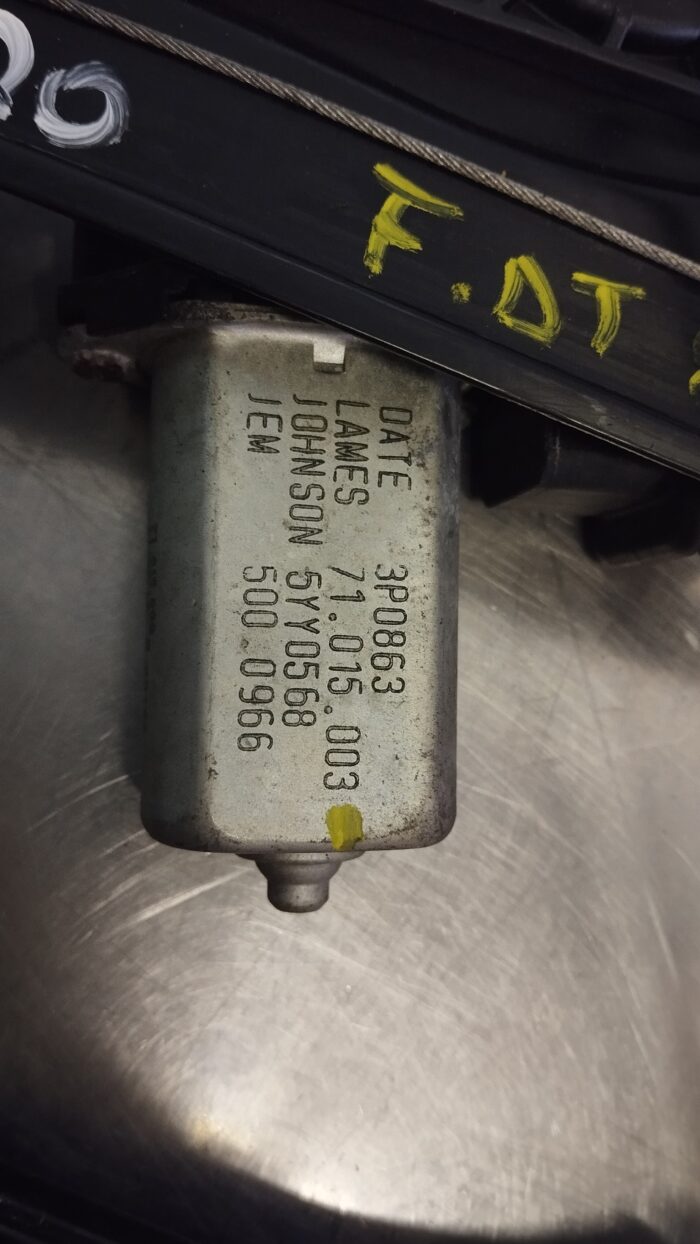 F.DT
DATE 3P0863
LAMES 71.015.003
JOHNSON 5YY0568
JEM 500 0966